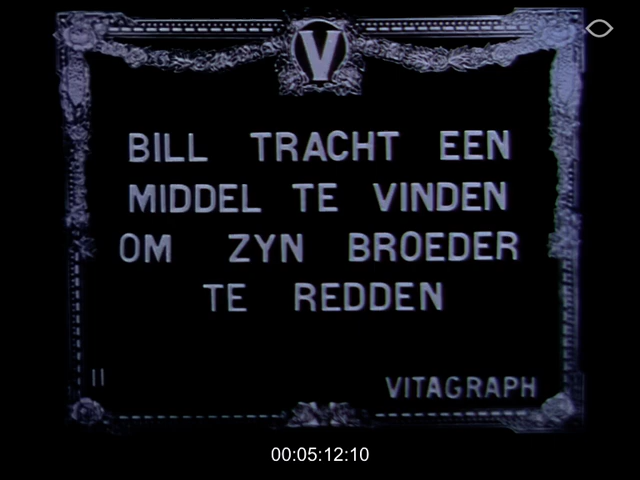 V
BILL TRACHT EEN
MIDDEL TE VINDEN
OM ZYN BROEDER
TE REDDEN
11
VITAGRAPH
00:05:12:10